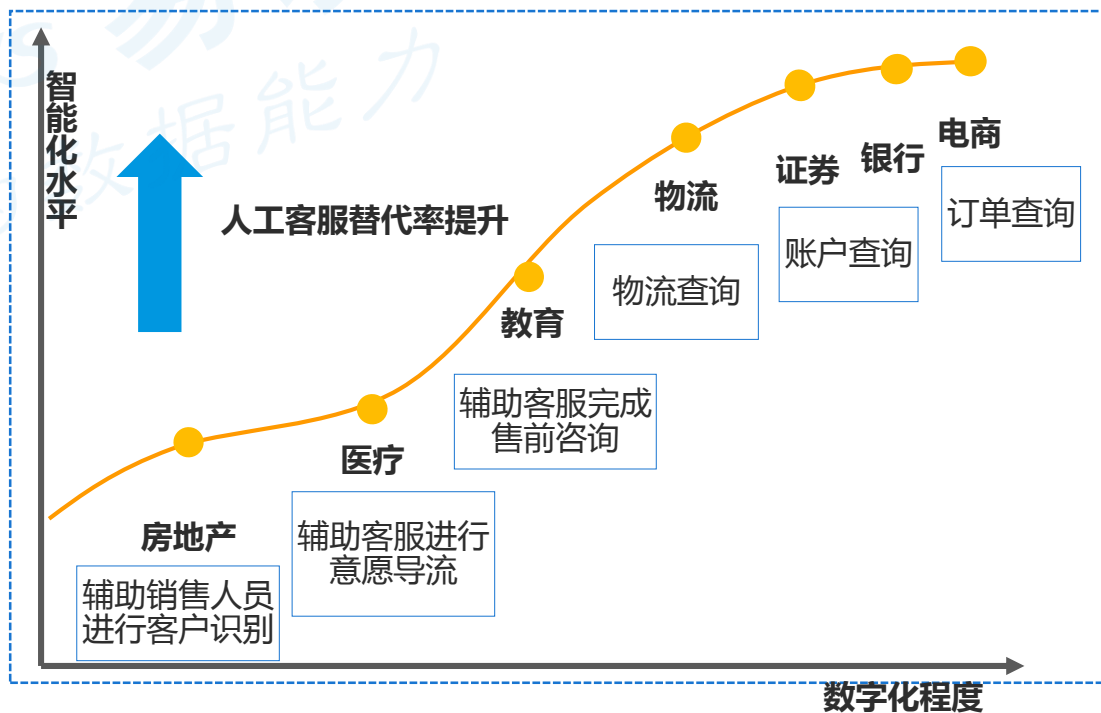 智能化水平
人工客服替代率提升
电商
银行
证券
物流
订单查询
账户查询
物流查询
教育
辅助客服完成
售前咨询
医疗
辅助客服进行
意愿导流
房地产
辅助销售人员
进行客户识别
数字化程度